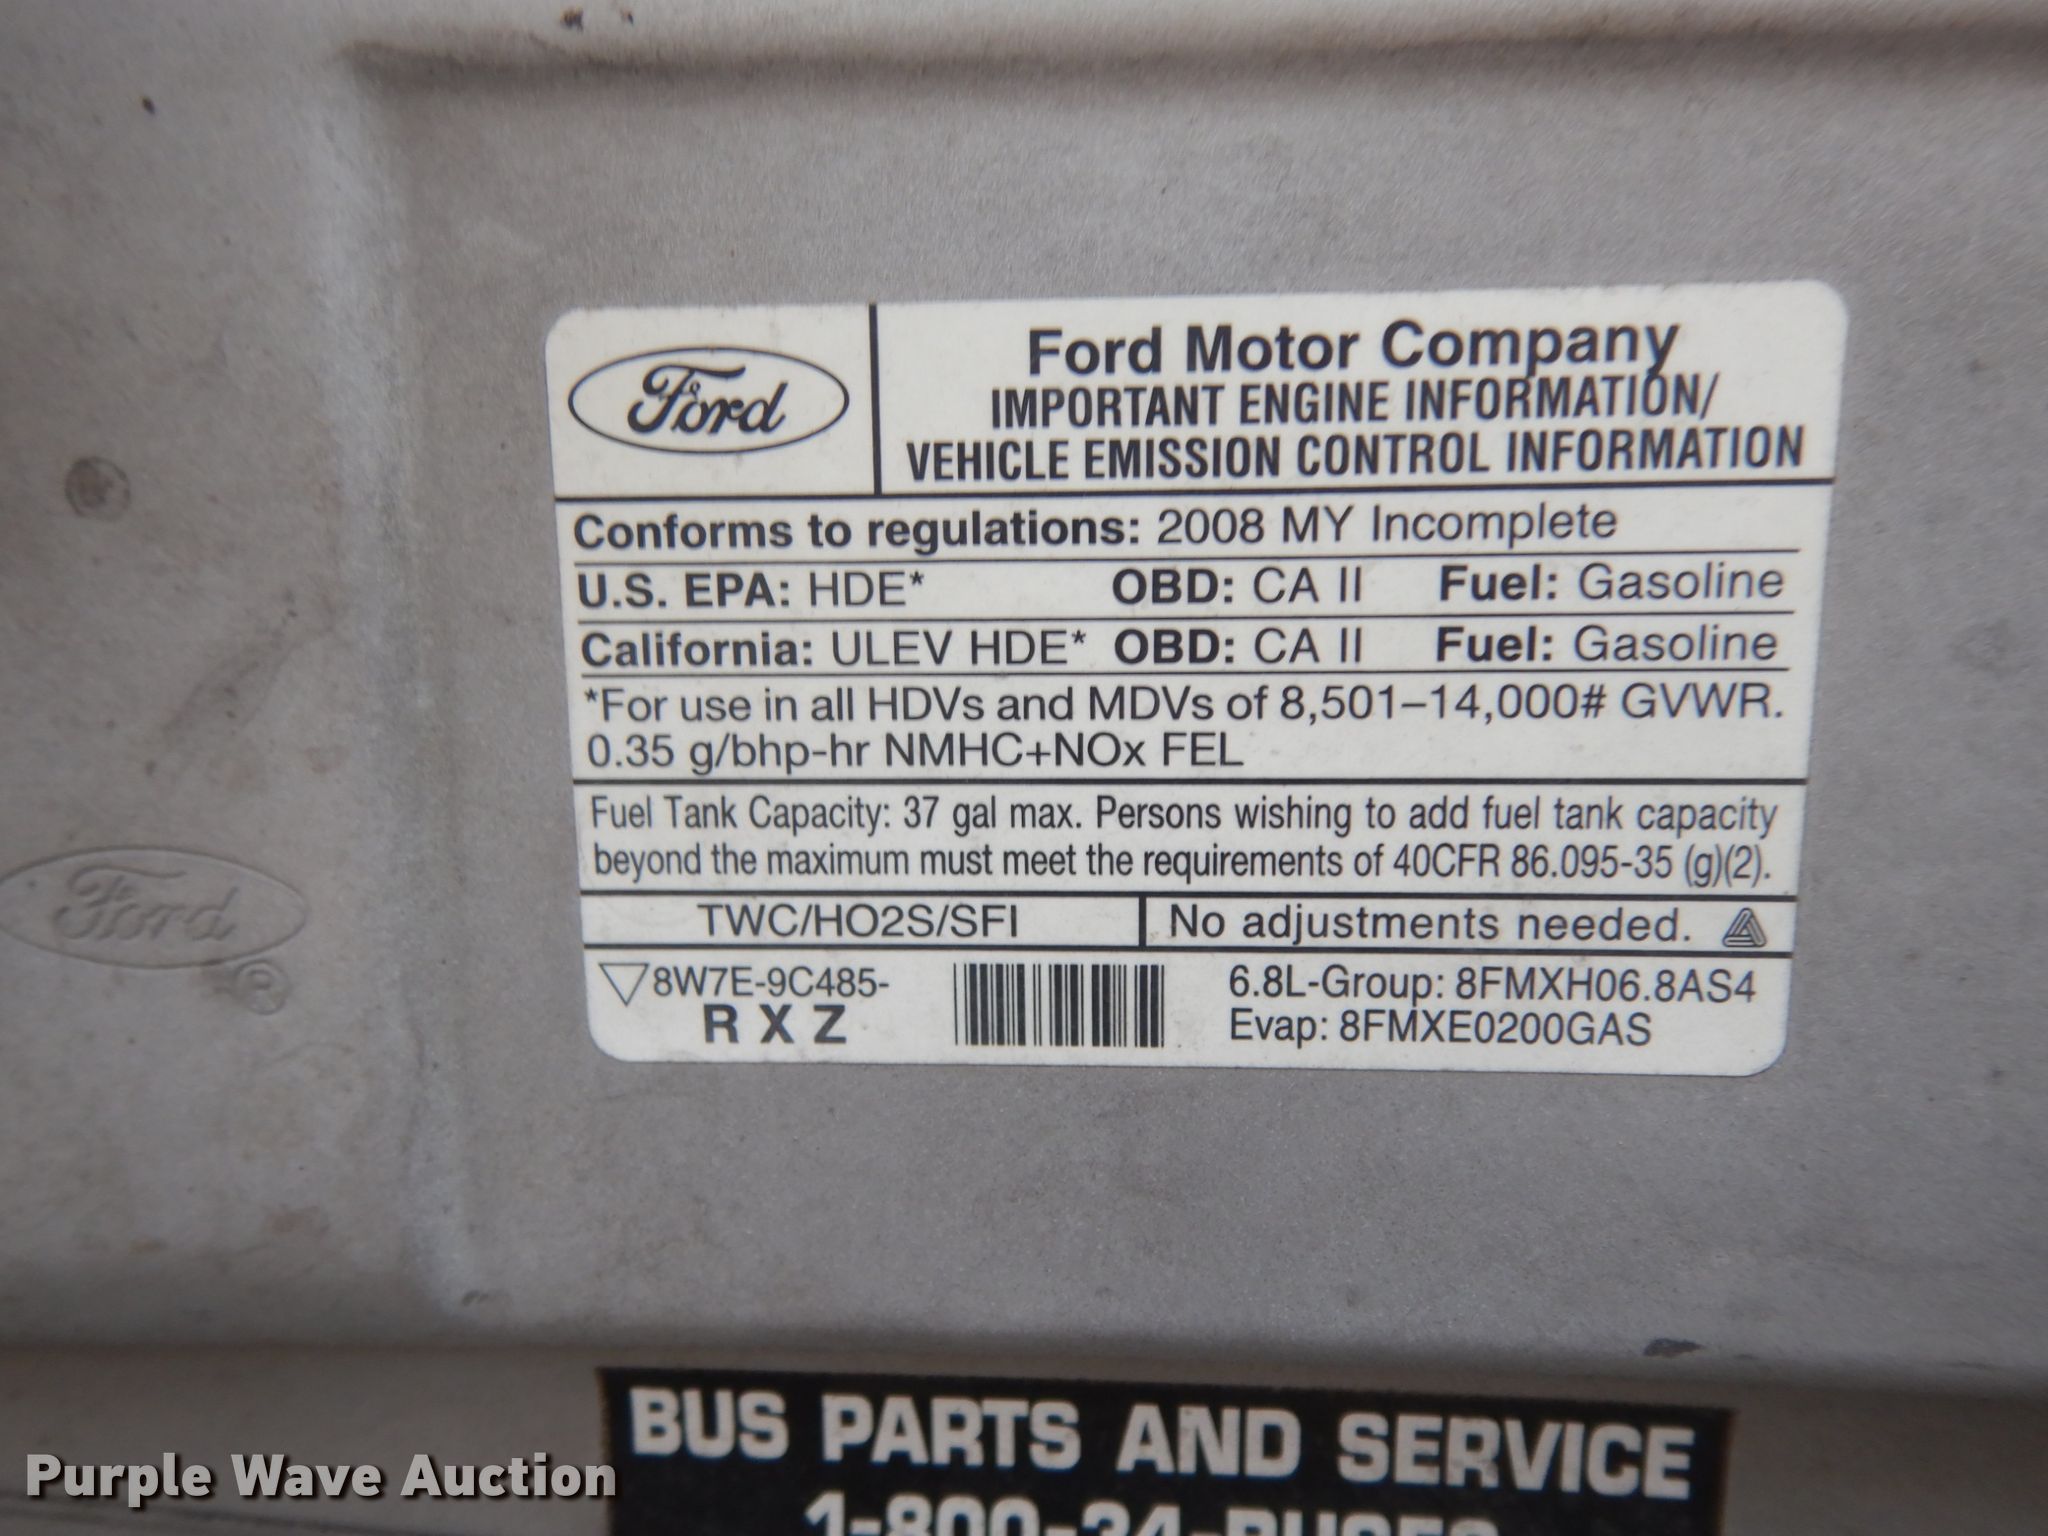 Ford
Ford Motor Company
IMPORTANT ENGINE INFORMATION/
VEHICLE EMISSION CONTROL INFORMATION
Conforms to regulations: 2008 MY Incomplete
U.S. EPA: HDE* OBD: CA II Fuel: Gasoline
California: ULEV HDE* OBD: CA II Fuel: Gasoline
*For use in all HDVs and MDVs of 8,501–14,000# GVWR.
0.35 g/bhp-hr NMHC+NOx FEL
Fuel Tank Capacity: 37 gal max. Persons wishing to add fuel tank capacity
beyond the maximum must meet the requirements of 40CFR 86.095-35 (g)(2).
TWC/HO2S/SFI No adjustments needed.
8W7E-9C485-
R X Z
6.8L-Group: 8FMXH06.8AS4
Evap: 8FMXE0200GAS
Ford
®
BUS PARTS AND SERVICE
1-800-34-BUSES
Purple Wave Auction